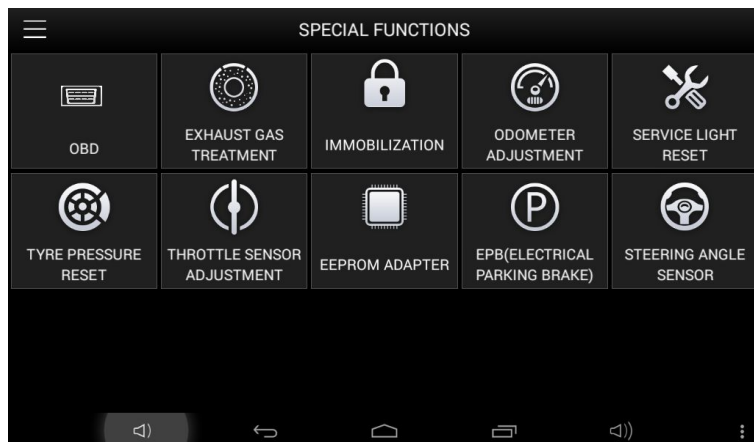 SPECIAL FUNCTIONS
OBD
EXHAUST GAS
TREATMENT
IMMOBILIZATION
ODOMETER
ADJUSTMENT
SERVICE LIGHT
RESET
TYRE PRESSURE
RESET
THROTTLE SENSOR
ADJUSTMENT
EEPROM ADAPTER
P
EPB(ELECTRICAL
PARKING BRAKE)
STEERING ANGLE
SENSOR